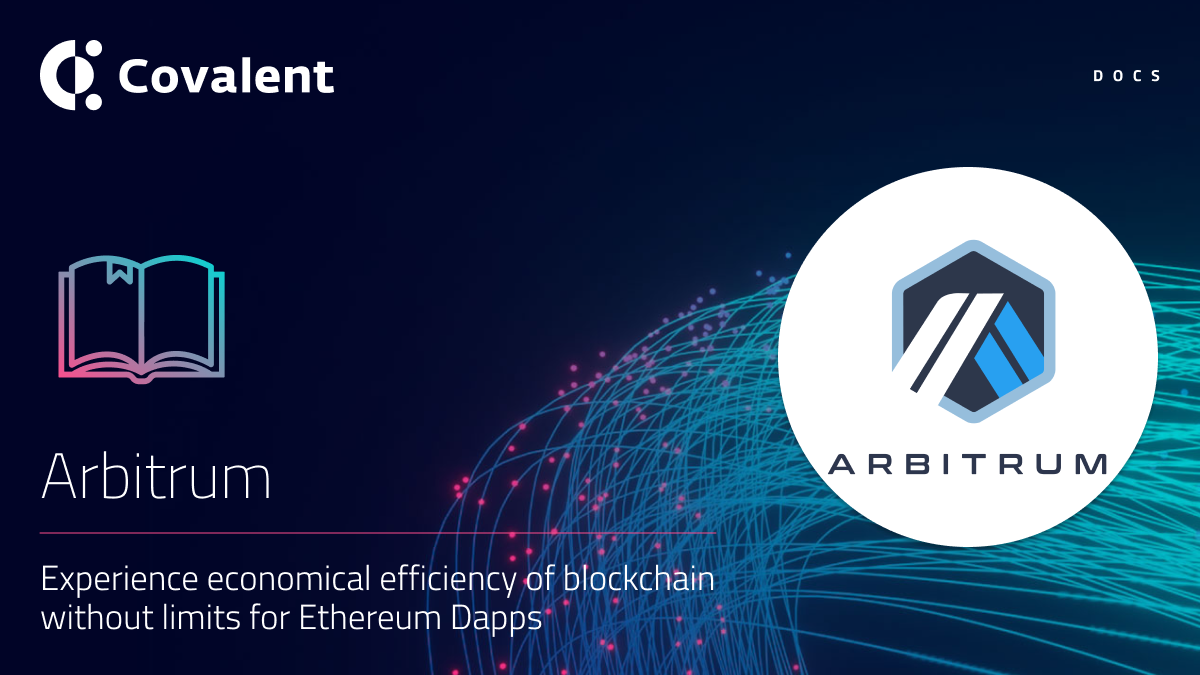 Covalent
DOCS
ARBITRUM
Arbitrum
Experience economical efficiency of blockchain
without limits for Ethereum Dapps